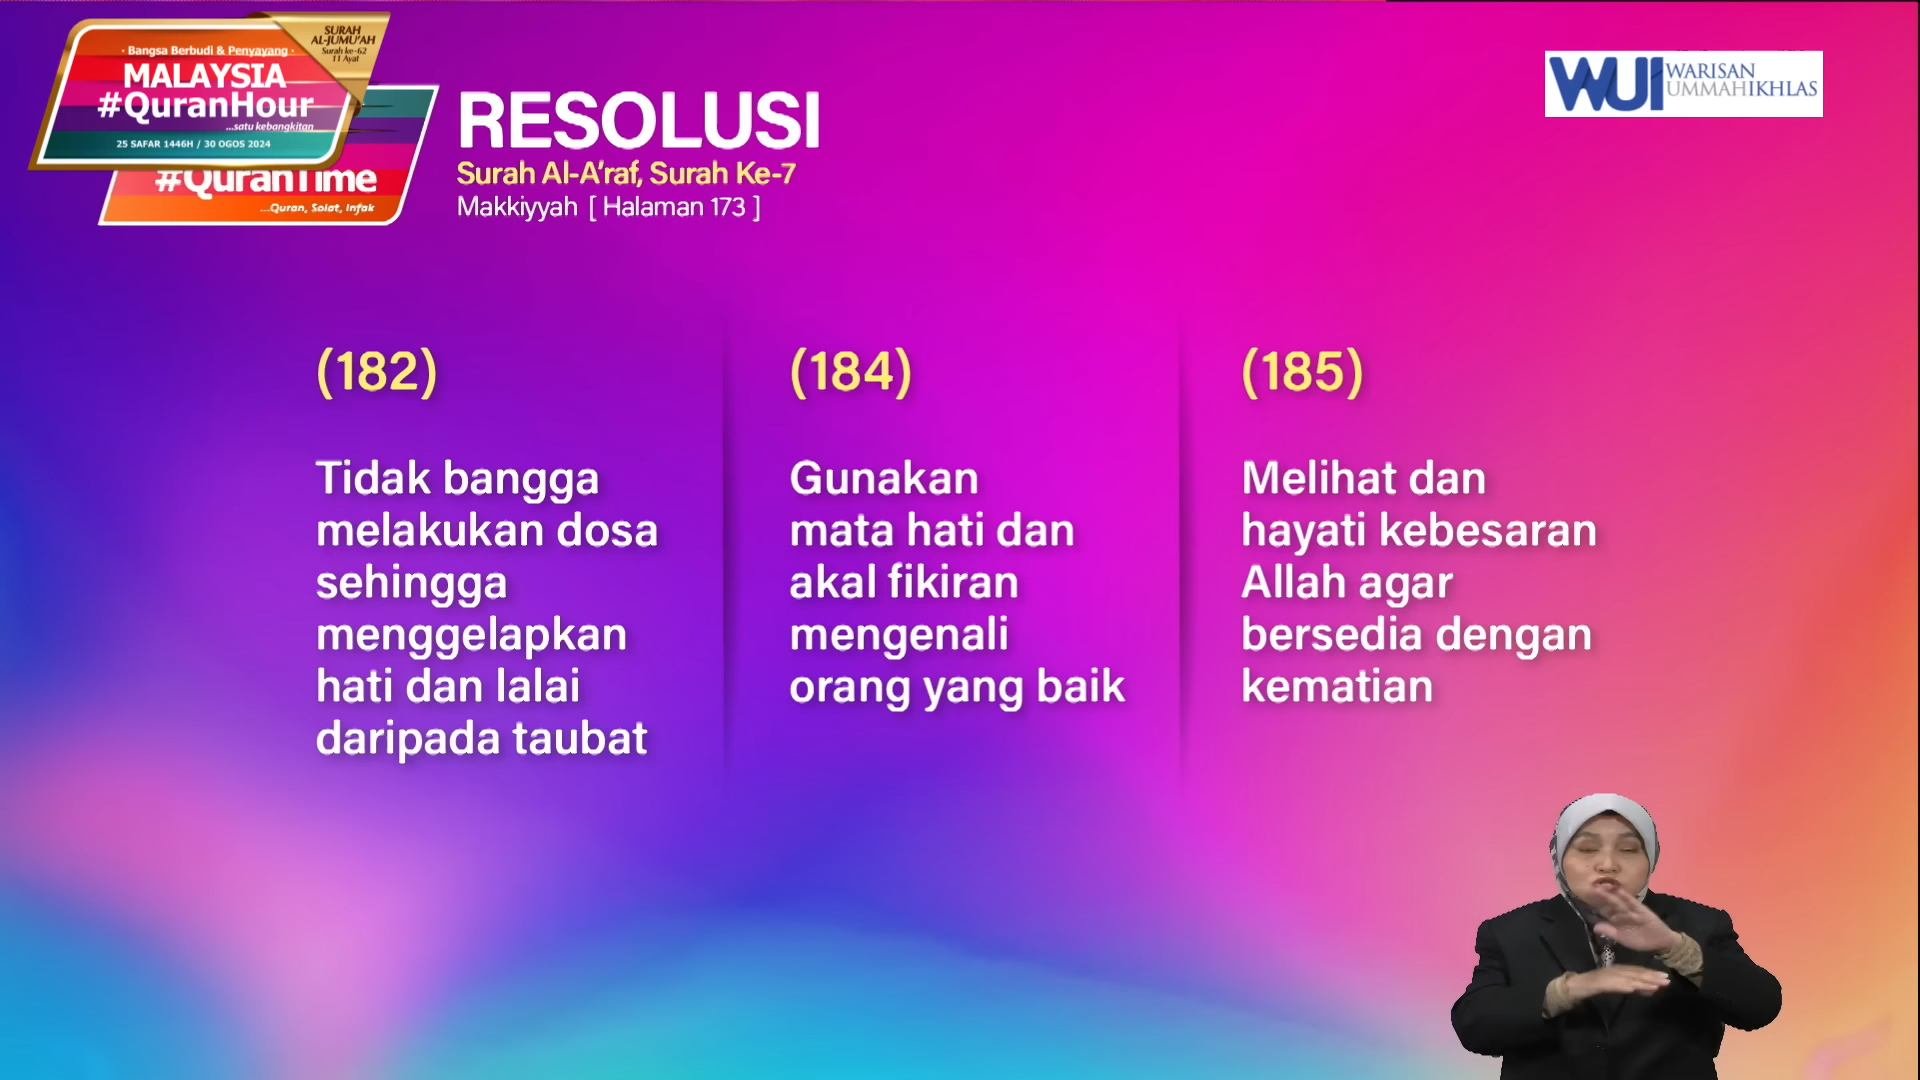 · Bangsa Berbudi & Penyayang ·
MALAYSIA
#QuranHour
...satu kebangkitan
25 SAFAR 1446H / 30 OGOS 2024
SURAH
AL-JUMU'AH
Surah ke-62
11 Ayat
#QuranTime
...Quran, Solat, Infak
RESOLUSI
Surah Al-A'raf, Surah Ke-7
Makkiyyah [ Halaman 173 ]
WUI WARISAN
UMMAHIKHLAS
(182)
Tidak bangga
melakukan dosa
sehingga
menggelapkan
hati dan lalai
daripada taubat
(184)
Gunakan
mata hati dan
akal fikiran
mengenali
orang yang baik
(185)
Melihat dan
hayati kebesaran
Allah agar
bersedia dengan
kematian